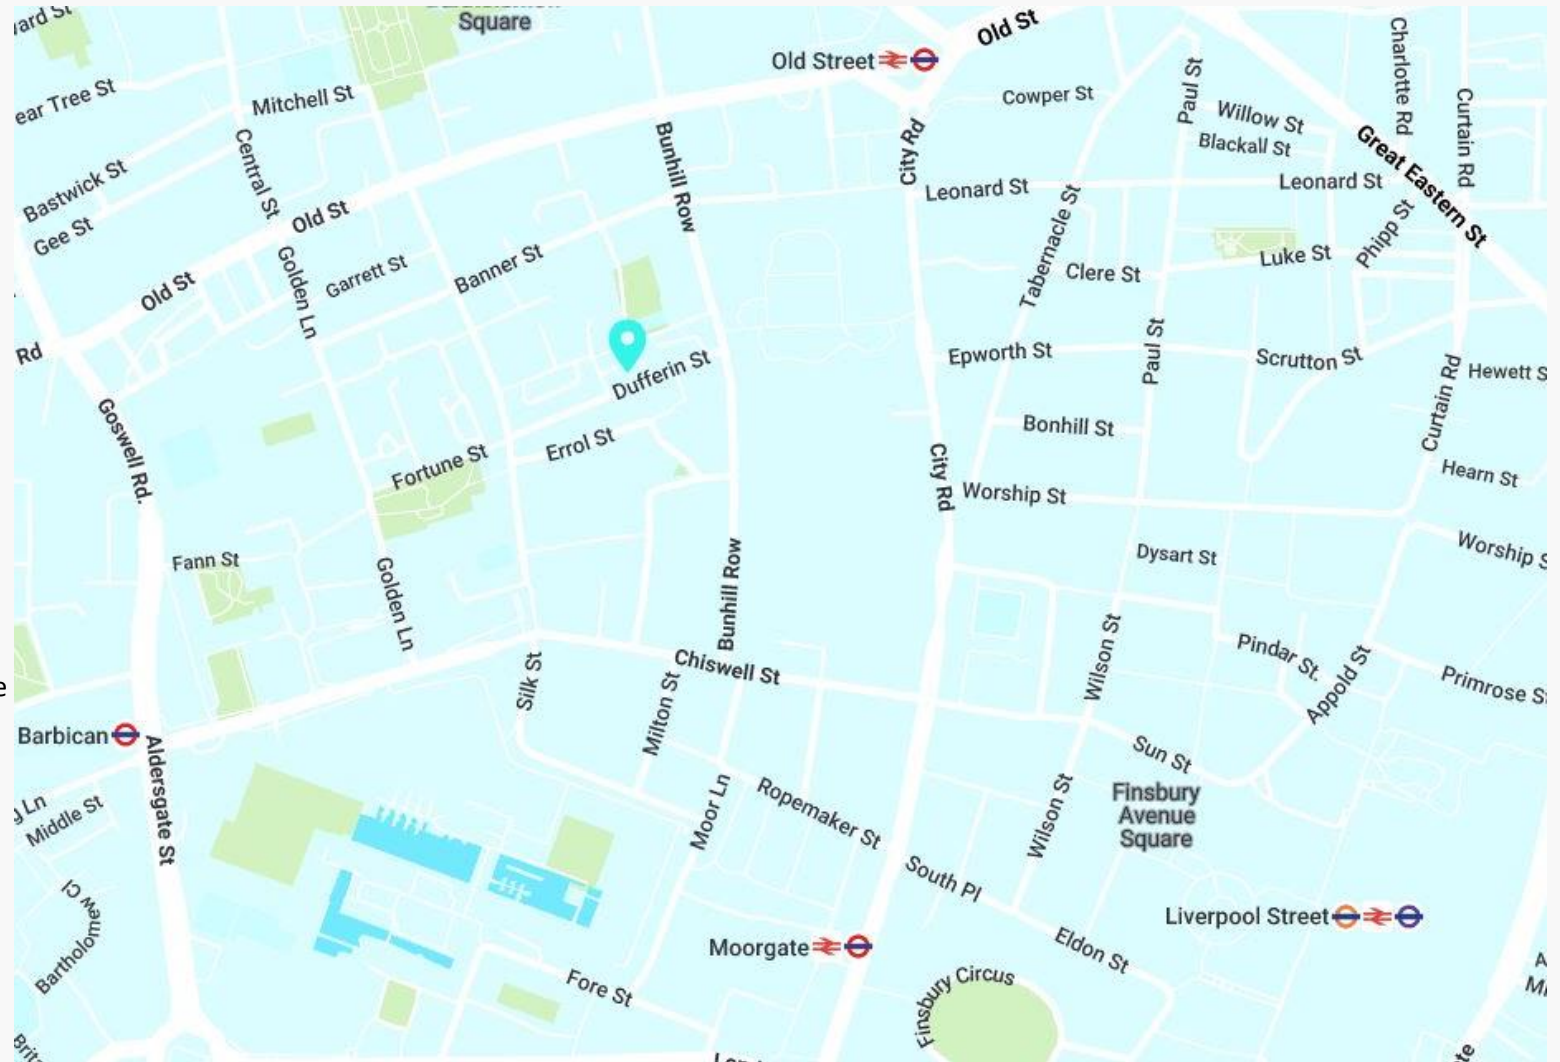 Square
Old St
Old Street
Charlotte Rd
Curtain Rd
Paul St
Cowper St
Mitchell St
Willow St
Blackall St
Great Eastern St
Central St
Bunhill Row
City Rd
Bastwick St
Leonard St
Leonard St
Gee St
Old St
Tabernacle St
Phipp St
Golden Ln
Garrett St
Banner St
Clere St
Luke St
Old St
Rd
Paul St
Epworth St
Scrutton St
Dufferin St
Curtain Rd
Goswell Rd.
Bonhill St
Errol St
Fortune St
City Rd
Hearn St
Worship St
Fann St
Golden Ln
Bunhill Row
Dysart St
Worship S
Wilson St
Pindar St.
Chiswell St
Silk St
Milton St
Appold St
Primrose St
Barbican
Aldersgate St
Sun St
Middle St
Moor Ln
Ropemaker St
Wilson St
Finsbury
Avenue
Square
South Pl
Bartholomew Cl
Liverpool Street
Moorgate
Eldon St
Fore St
Finsbury Circus